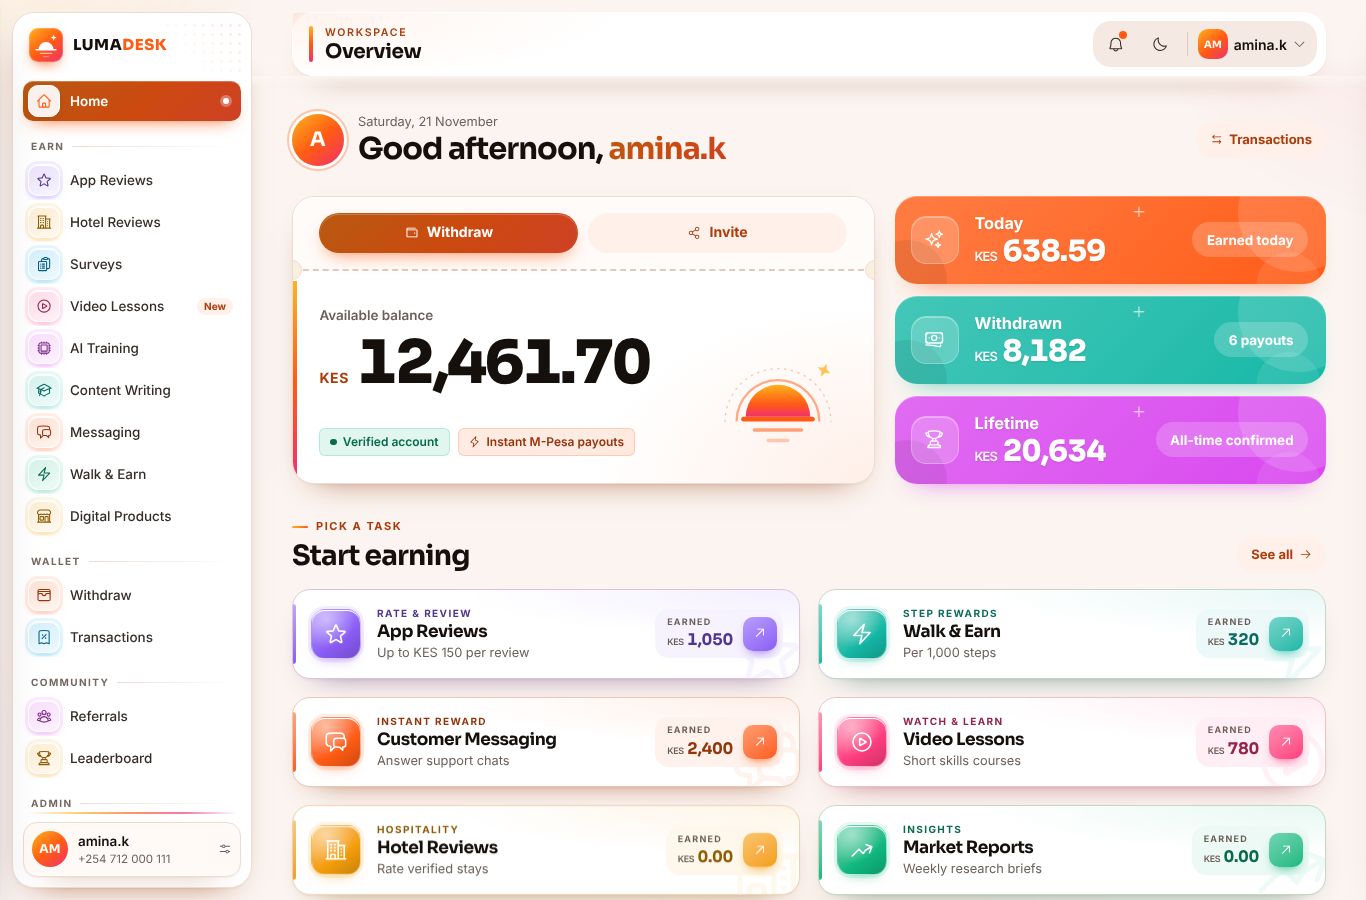 LUMADESK
Home
EARN
App Reviews
Hotel Reviews
Surveys
Video Lessons New
AI Training
Content Writing
Messaging
Walk & Earn
Digital Products
WALLET
Withdraw
Transactions
COMMUNITY
Referrals
Leaderboard
ADMIN
AM
amina.k
+254 712 000 111
WORKSPACE
Overview
AM amina.k
A
Saturday, 21 November
Good afternoon, amina.k
Transactions
Withdraw
Invite
Available balance
KES 12,461.70
Verified account
Instant M-Pesa payouts
Today
KES 638.59
Earned today
Withdrawn
KES 8,182
6 payouts
Lifetime
KES 20,634
All-time confirmed
PICK A TASK
Start earning
See all
RATE & REVIEW
App Reviews
Up to KES 150 per review
EARNED
KES 1,050
STEP REWARDS
Walk & Earn
Per 1,000 steps
EARNED
KES 320
INSTANT REWARD
Customer Messaging
Answer support chats
EARNED
KES 2,400
WATCH & LEARN
Video Lessons
Short skills courses
EARNED
KES 780
HOSPITALITY
Hotel Reviews
Rate verified stays
EARNED
KES 0.00
INSIGHTS
Market Reports
Weekly research briefs
EARNED
KES 0.00